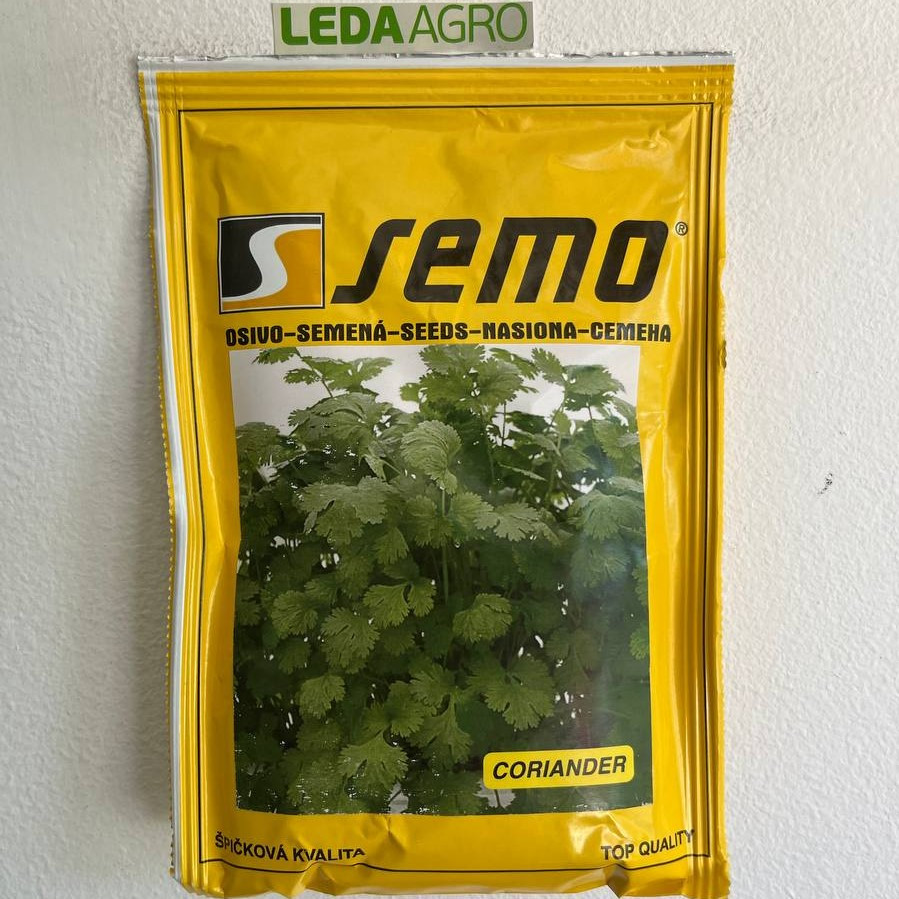 LEDA AGRO
semo®
OSIVO-SEMENÁ-SEEDS-NASIONA-СЕМЕНА
CORIANDER
ŠPIČKOVÁ KVALITA
TOP QUALITY